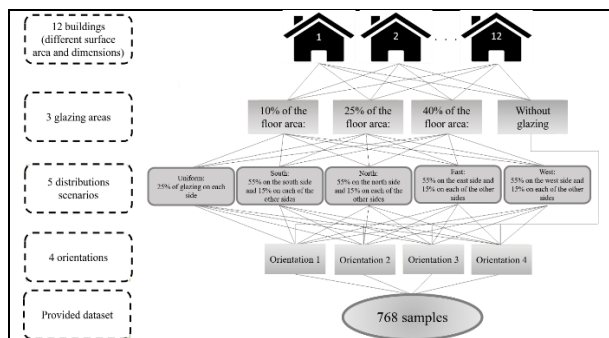 12 buildings
(different surface
area and dimensions)
1
2
. . .
12
3 glazing areas
10% of the
floor area:
25% of the
floor area:
40% of the
floor area:
Without
glazing
5 distributions
scenarios
Uniform:
25% of glazing on each
side
South:
55% on the south side
and 15% on each of the
other sides
North:
55% on the north side
and 15% on each of
the other sides
East:
55% on the east side and
15% on each of the other
sides
West:
55% on the west side and
15% on each of the other
sides
4 orientations
Orientation 1
Orientation 2
Orientation 3
Orientation 4
Provided dataset
768 samples